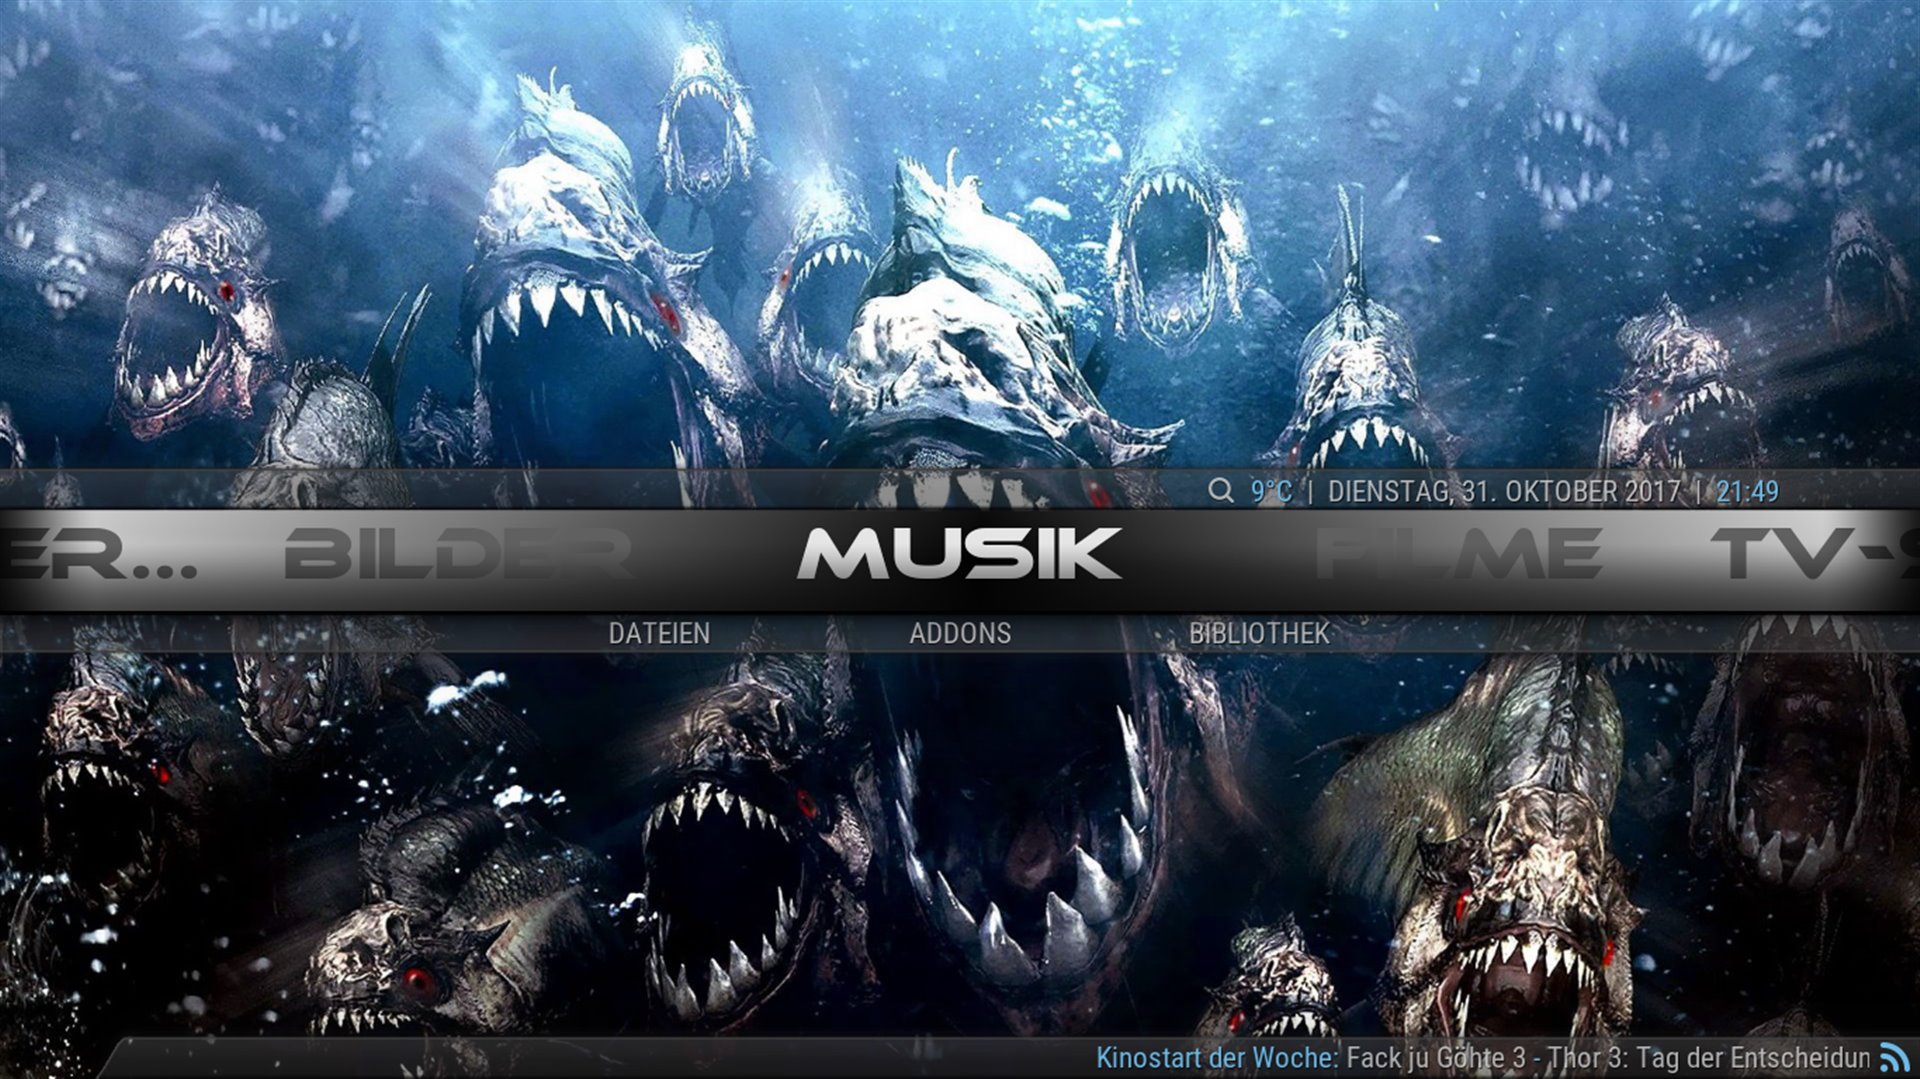 9°C | DIENSTAG, 31. OKTOBER 2017 | 21:49
ER... BILDER MUSIK FILME TV-S
DATEIEN ADDONS BIBLIOTHEK
Kinostart der Woche: Fack ju Göhte 3 - Thor 3: Tag der Entscheidun